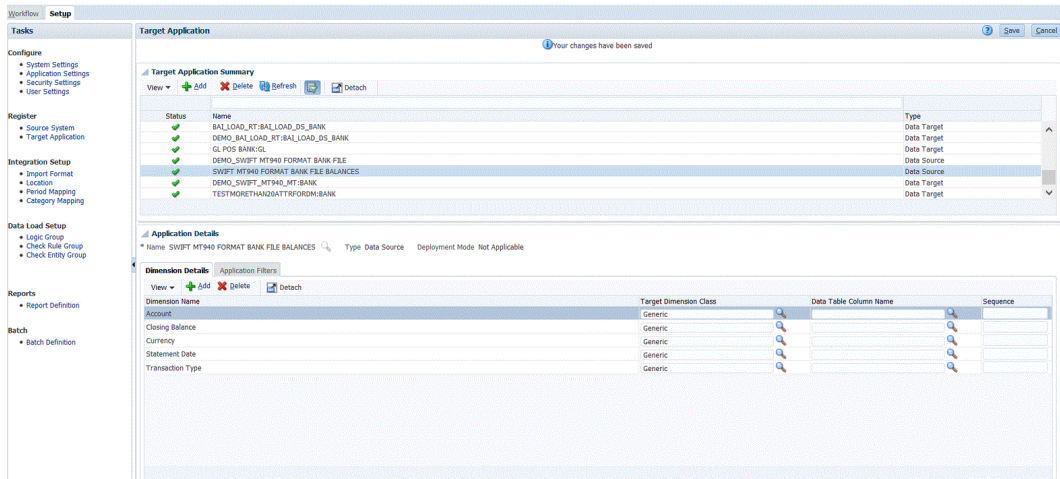 Workflow Setup
Tasks
Configure
System Settings
Application Settings
Security Settings
User Settings
Register
Source System
Target Application
Integration Setup
Import Format
Location
Period Mapping
Category Mapping
Data Load Setup
Logic Group
Check Rule Group
Check Entity Group
Reports
Report Definition
Batch
Batch Definition
Target Application ? Save Cancel
Your changes have been saved
Target Application Summary
View Add Delete Refresh Detach
Status Name Type
BAI_LOAD_RT:BAI_LOAD_DS_BANK Data Target
DEMO_BAI_LOAD_RT:BAI_LOAD_DS_BANK Data Target
GL POS BANK:GL Data Target
DEMO_SWIFT MT940 FORMAT BANK FILE Data Source
SWIFT MT940 FORMAT BANK FILE BALANCES Data Source
DEMO_SWIFT_MT940_MT:BANK Data Target
TESTMORETHAN20ATTRFORDM:BANK Data Target
Application Details
* Name SWIFT MT940 FORMAT BANK FILE BALANCES Type Data Source Deployment Mode Not Applicable
Dimension Details Application Filters
View Add Delete Detach
Dimension Name Target Dimension Class Data Table Column Name Sequence
Account Generic
Closing Balance Generic
Currency Generic
Statement Date Generic
Transaction Type Generic